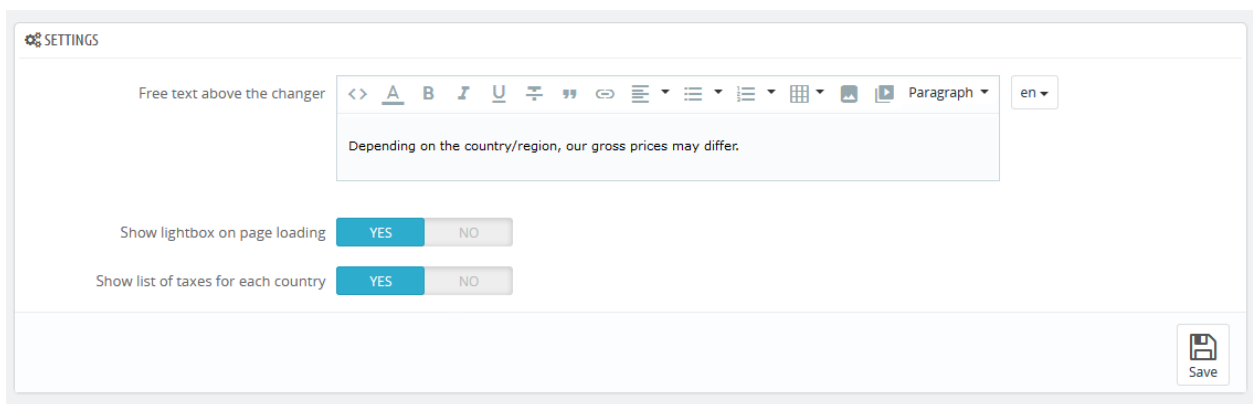 SETTINGS
Free text above the changer
Paragraph
en
Depending on the country/region, our gross prices may differ.
Show lightbox on page loading YES NO
Show list of taxes for each country YES NO
Save